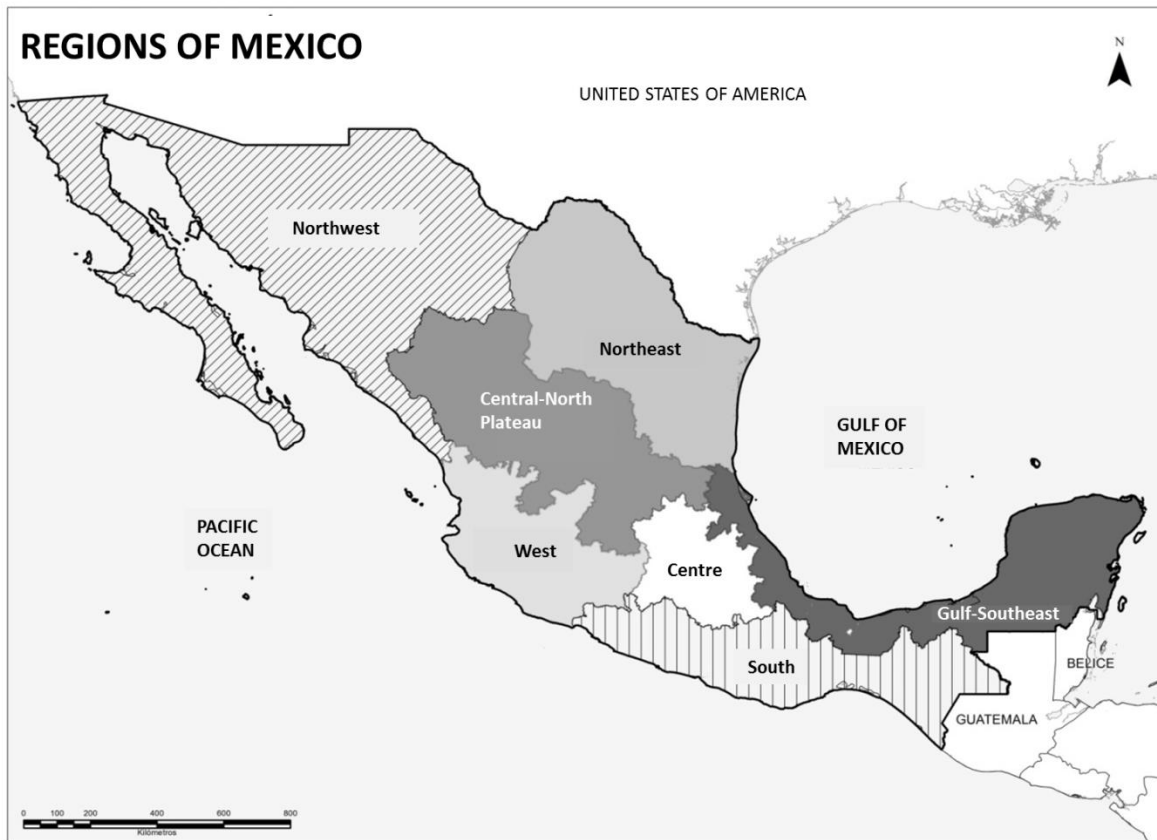 REGIONS OF MEXICO
N
UNITED STATES OF AMERICA
Northwest
Northeast
Central-North
Plateau
GULF OF
MEXICO
PACIFIC
OCEAN
West
Centre
Gulf-Southeast
South
BELICE
GUATEMALA
0 100 200 400 600 800
Kilómetros